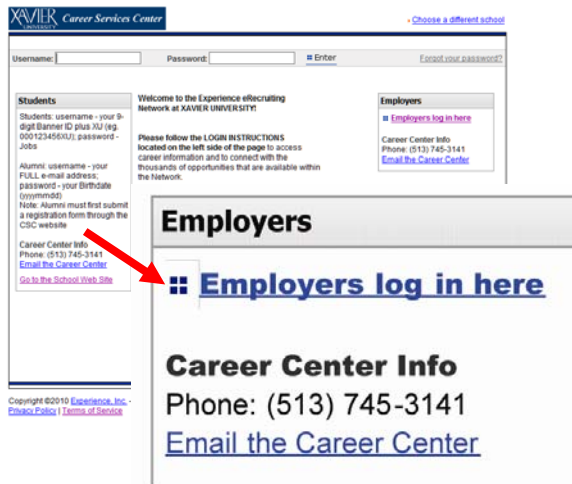 XAVIER Career Services Center
UNIVERSITY
Choose a different school
Username:
Password:
Enter
Forgot your password?
Students
Students: username - your 9-
digit Banner ID plus XU (eg.
000123456XU); password -
Jobs
Alumni: username - your
FULL e-mail address;
password - your Birthdate
(yyyymmdd)
Note: Alumni must first submit
a registration form through the
CSC website
Career Center Info
Phone: (513) 745-3141
Email the Career Center
Go to the School Web Site
Welcome to the Experience eRecruiting
Network at XAVIER UNIVERSITY!
Please follow the LOGIN INSTRUCTIONS
located on the left side of the page to access
career information and to connect with the
thousands of opportunities that are available within
the Network.
Employers
Employers log in here
Career Center Info
Phone: (513) 745-3141
Email the Career Center
Employers
Employers log in here
Career Center Info
Phone: (513) 745-3141
Email the Career Center
Copyright ©2010 Experience, Inc. -
Privacy Policy | Terms of Service